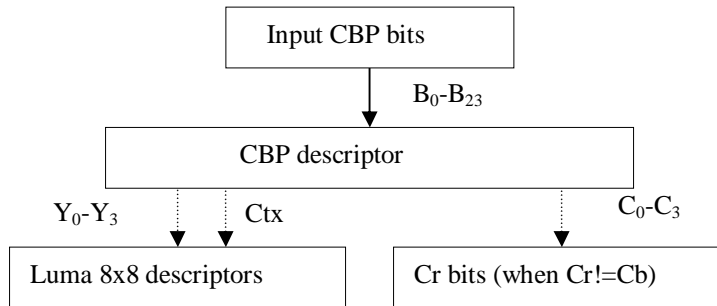 Input CBP bits
B₀-B₂₃
CBP descriptor
Y₀-Y₃
Ctx
C₀-C₃
Luma 8x8 descriptors
Cr bits (when Cr!=Cb)